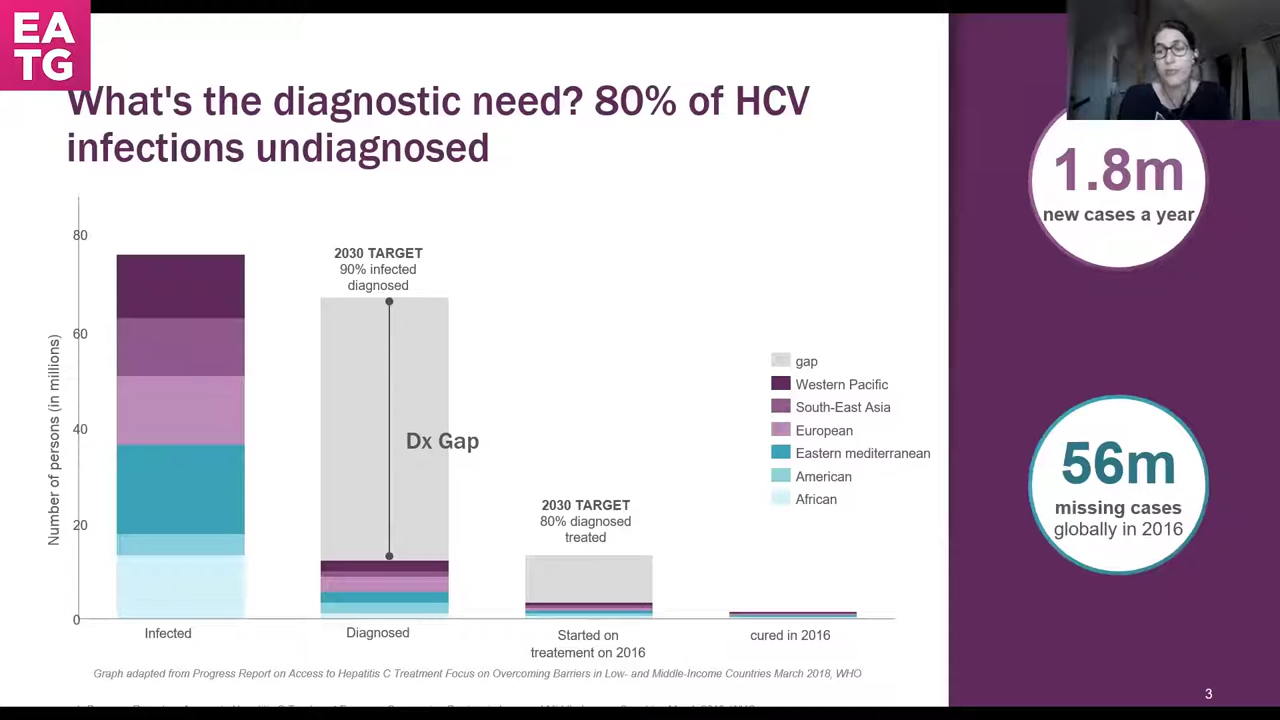 EA
TG
What's the diagnostic need? 80% of HCV
infections undiagnosed
1.8m
new cases a year
56m
missing cases
globally in 2016
Number of persons (in millions)
80
60
40
20
0
2030 TARGET
90% infected
diagnosed
Dx Gap
2030 TARGET
80% diagnosed
treated
gap
Western Pacific
South-East Asia
European
Eastern mediterranean
American
African
Infected
Diagnosed
Started on
treatement on 2016
cured in 2016
Graph adapted from Progress Report on Access to Hepatitis C Treatment Focus on Overcoming Barriers in Low- and Middle-Income Countries March 2018, WHO
3